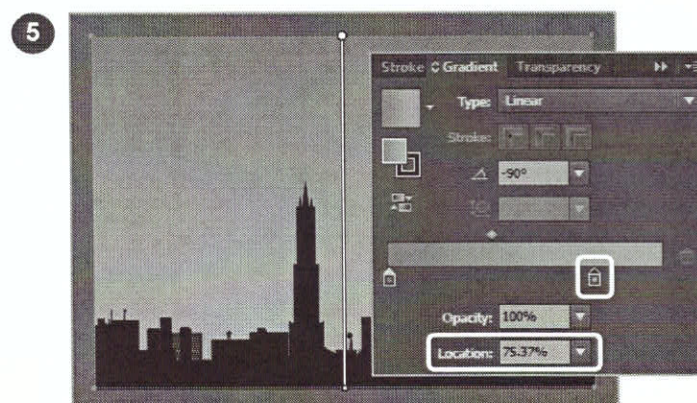 5
Stroke Gradient Transparency
Type: Linear
Stroke:
-90°
Opacity: 100%
Location: 75.37%